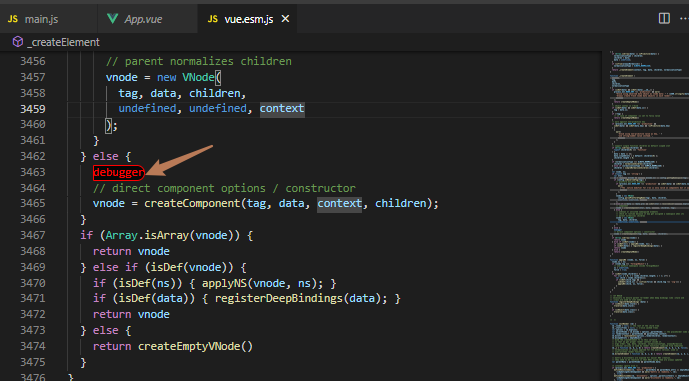 JS main.js App.vue JS vue.esm.js ×
_createElement
3456 // parent normalizes children
3457 vnode = new VNode(
3458 tag, data, children,
3459 undefined, undefined, context
3460 );
3461 }
3462 } else {
3463 debugger
3464 // direct component options / constructor
3465 vnode = createComponent(tag, data, context, children);
3466 }
3467 if (Array.isArray(vnode)) {
3468 return vnode
3469 } else if (isDef(vnode)) {
3470 if (isDef(ns)) { applyNS(vnode, ns); }
3471 if (isDef(data)) { registerDeepBindings(data); }
3472 return vnode
3473 } else {
3474 return createEmptyVNode()
3475 }
3476 }